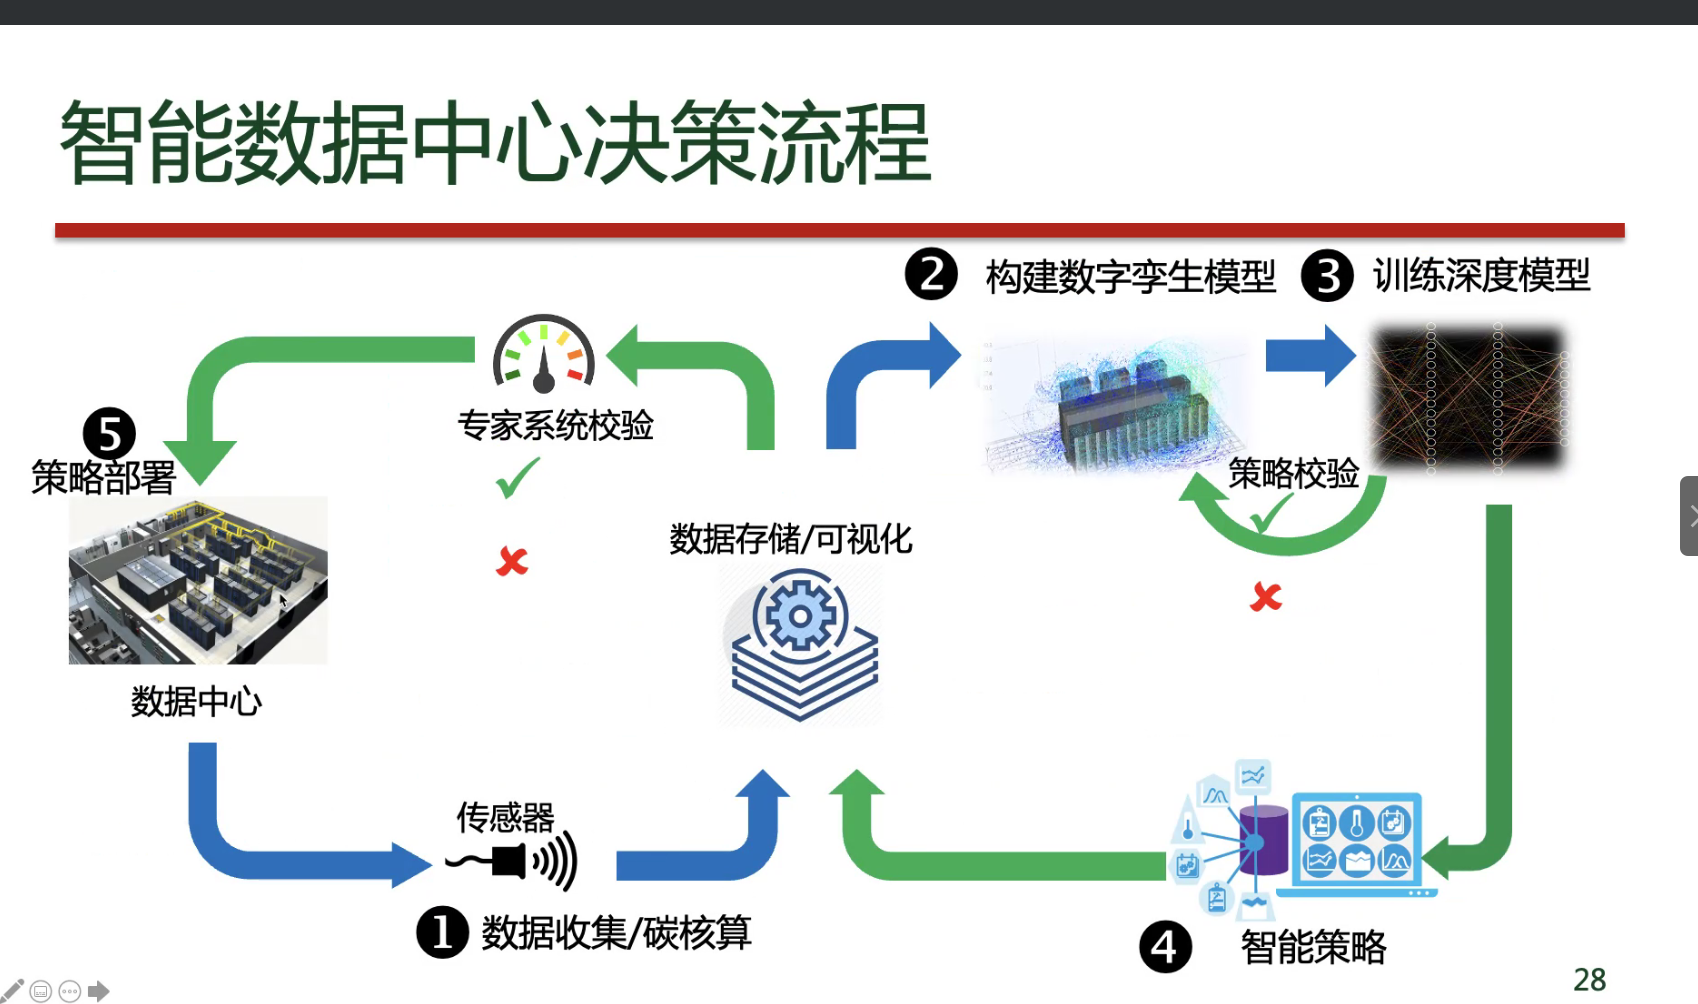 智能数据中心决策流程
❷ 构建数字孪生模型
❸ 训练深度模型
专家系统校验
❺
策略部署
策略校验
数据存储/可视化
数据中心
传感器
❶ 数据收集/碳核算
❹ 智能策略
28